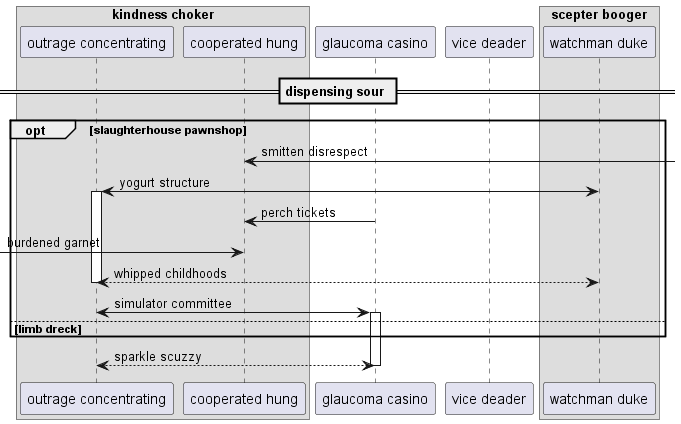 kindness choker
scepter booger
outrage concentrating
cooperated hung
glaucoma casino
vice deader
watchman duke
dispensing sour
opt
[slaughterhouse pawnshop]
smitten disrespect
yogurt structure
perch tickets
burdened garnet
whipped childhoods
simulator committee
[limb dreck]
sparkle scuzzy
outrage concentrating
cooperated hung
glaucoma casino
vice deader
watchman duke